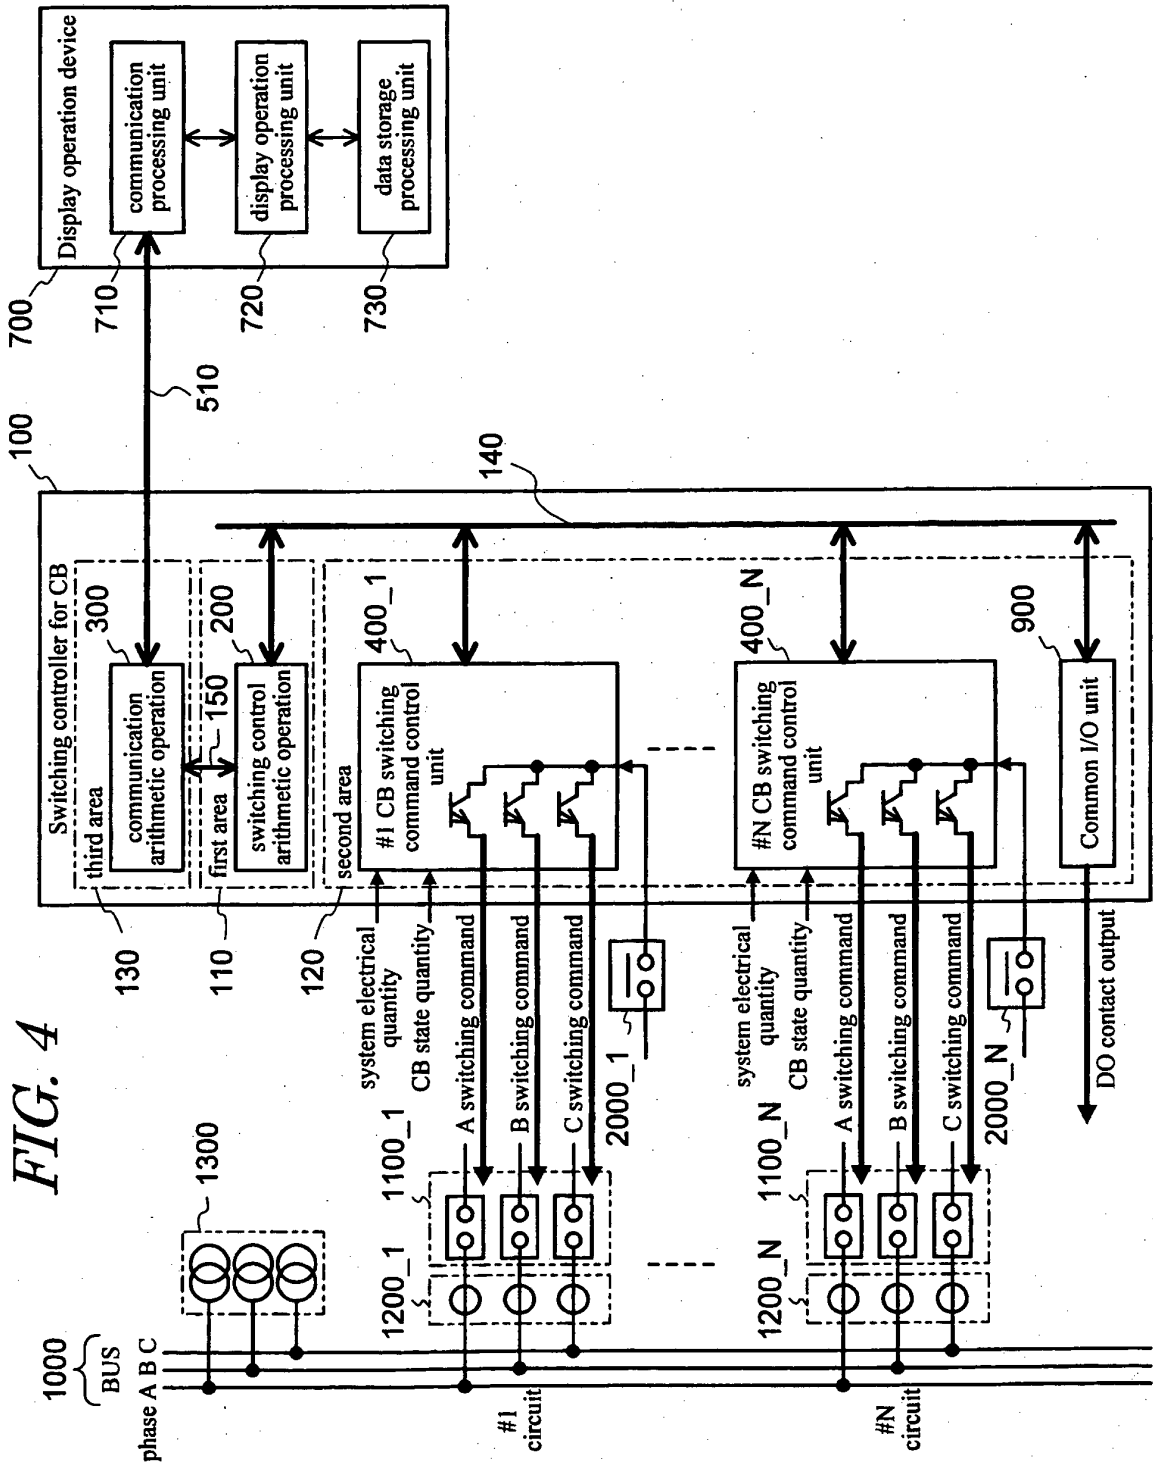 FIG. 4
1000
BUS
phase A B C
1300
#1
circuit
#N
circuit
1200_1
1100_1
1200_N
1100_N
A switching command
B switching command
C switching command
system electrical
quantity
CB state quantity
2000_1
A switching command
B switching command
C switching command
system electrical
quantity
CB state quantity
2000_N
DO contact output
100
Switching controller for CB
130
third area
300
communication
arithmetic operation
150
110
first area
200
switching control
arithmetic operation
120
second area
400_1
#1 CB switching
command control
unit
400_N
#N CB switching
command control
unit
900
Common I/O unit
140
510
700
Display operation device
710
communication
processing unit
720
display operation
processing unit
730
data storage
processing unit